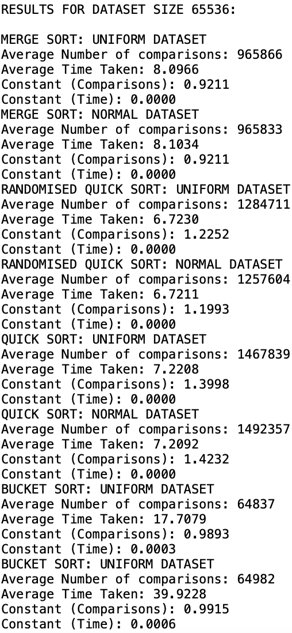 RESULTS FOR DATASET SIZE 65536:
MERGE SORT: UNIFORM DATASET
Average Number of comparisons: 965866
Average Time Taken: 8.0966
Constant (Comparisons): 0.9211
Constant (Time): 0.0000
MERGE SORT: NORMAL DATASET
Average Number of comparisons: 965833
Average Time Taken: 8.1034
Constant (Comparisons): 0.9211
Constant (Time): 0.0000
RANDOMISED QUICK SORT: UNIFORM DATASET
Average Number of comparisons: 1284711
Average Time Taken: 6.7230
Constant (Comparisons): 1.2252
Constant (Time): 0.0000
RANDOMISED QUICK SORT: NORMAL DATASET
Average Number of comparisons: 1257604
Average Time Taken: 6.7211
Constant (Comparisons): 1.1993
Constant (Time): 0.0000
QUICK SORT: UNIFORM DATASET
Average Number of comparisons: 1467839
Average Time Taken: 7.2208
Constant (Comparisons): 1.3998
Constant (Time): 0.0000
QUICK SORT: NORMAL DATASET
Average Number of comparisons: 1492357
Average Time Taken: 7.2092
Constant (Comparisons): 1.4232
Constant (Time): 0.0000
BUCKET SORT: UNIFORM DATASET
Average Number of comparisons: 64837
Average Time Taken: 17.7079
Constant (Comparisons): 0.9893
Constant (Time): 0.0003
BUCKET SORT: UNIFORM DATASET
Average Number of comparisons: 64982
Average Time Taken: 39.9228
Constant (Comparisons): 0.9915
Constant (Time): 0.0006